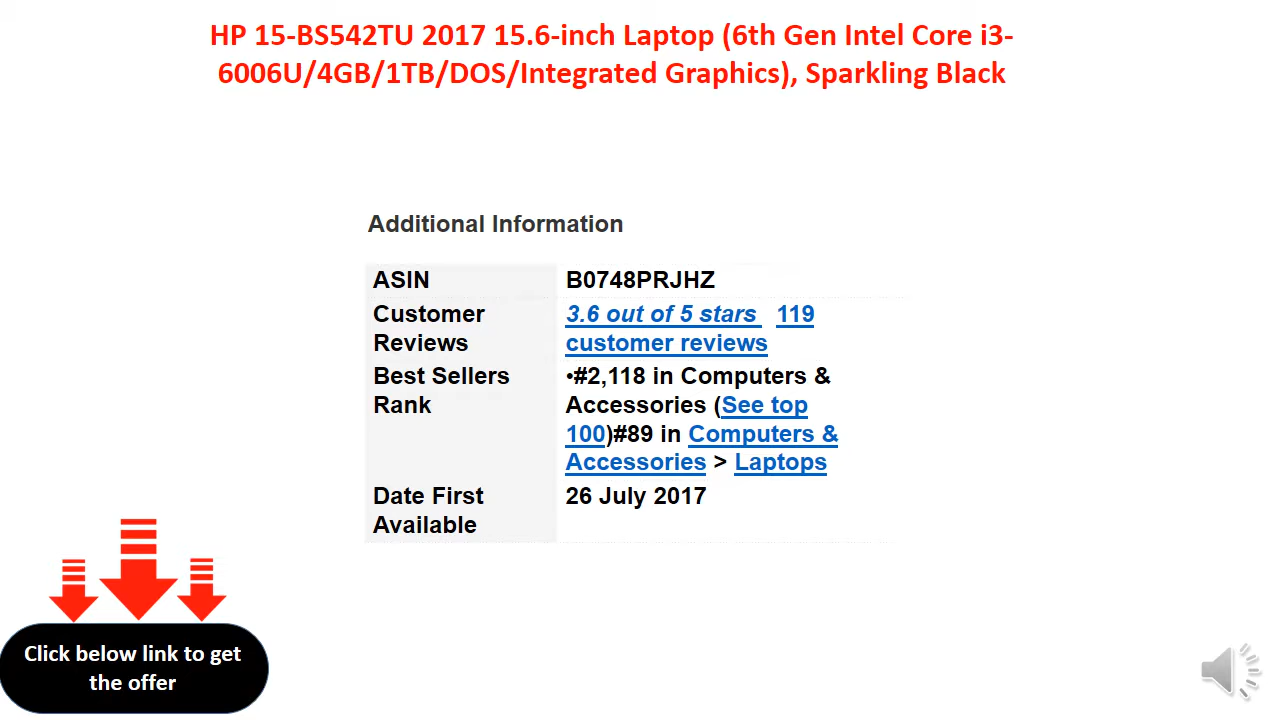 HP 15-BS542TU 2017 15.6-inch Laptop (6th Gen Intel Core i3-
6006U/4GB/1TB/DOS/Integrated Graphics), Sparkling Black
Additional Information
ASIN B0748PRJHZ
Customer 3.6 out of 5 stars 119
Reviews customer reviews
Best Sellers •#2,118 in Computers &
Rank Accessories (See top
100)#89 in Computers &
Accessories > Laptops
Date First 26 July 2017
Available
Click below link to get
the offer